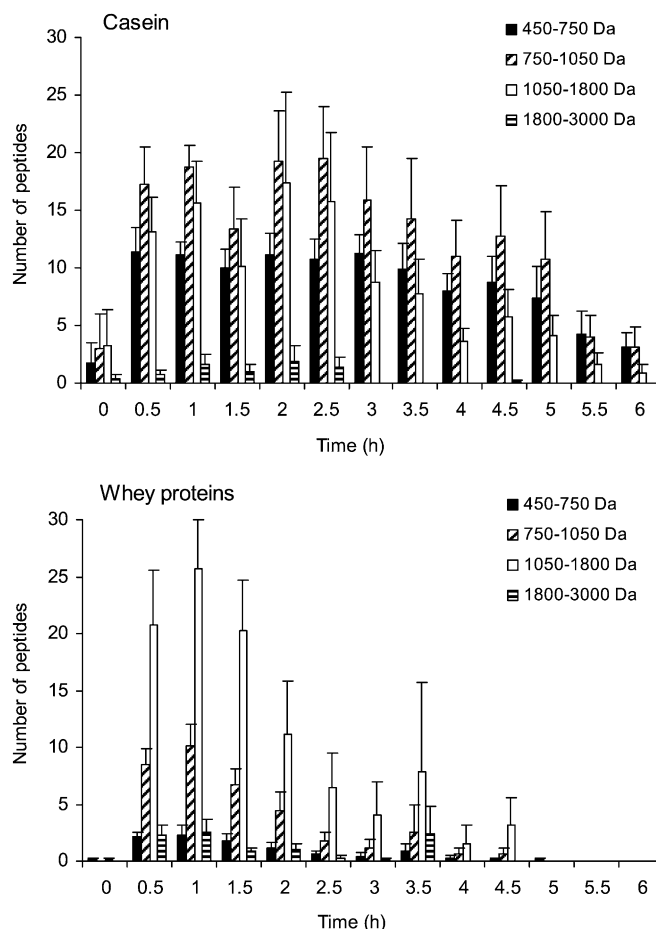 Casein
450-750 Da
750-1050 Da
1050-1800 Da
1800-3000 Da
Number of peptides
30
25
20
15
10
5
0
0 0.5 1 1.5 2 2.5 3 3.5 4 4.5 5 5.5 6
Time (h)
Whey proteins
450-750 Da
750-1050 Da
1050-1800 Da
1800-3000 Da
Number of peptides
30
25
20
15
10
5
0
0 0.5 1 1.5 2 2.5 3 3.5 4 4.5 5 5.5 6
Time (h)